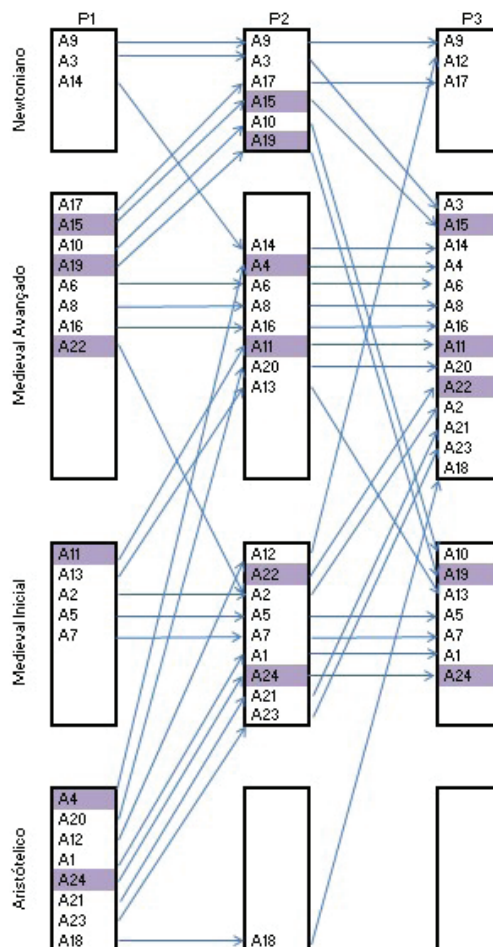 P1 P2 P3
Newtoniano
A9 A9 A9
A3 A3 A12
A14 A17 A17
A15
A10
A19
Medieval Avançado
A17 A3
A15 A15
A10 A14 A14
A19 A4 A4
A6 A6 A6
A8 A8 A8
A16 A16 A16
A22 A11 A11
A20 A20
A13 A22
A2
A21
A23
A18
Medieval Inicial
A11 A12 A10
A13 A22 A19
A2 A2 A13
A5 A5 A5
A7 A7 A7
A1 A1
A24 A24
A21
A23
Aristótelico
A4
A20
A12
A1
A24
A21
A23
A18 A18